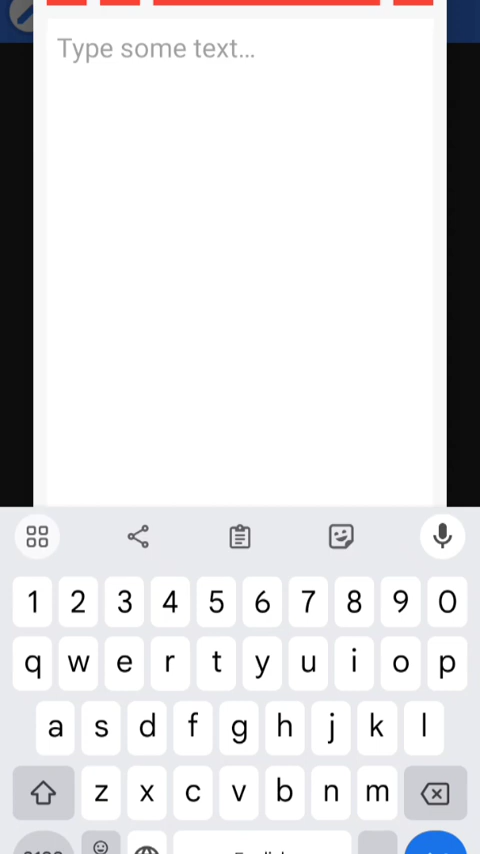 Type some text...
1 2 3 4 5 6 7 8 9 0
q w e r t y u i o p
a s d f g h j k l
z x c v b n m